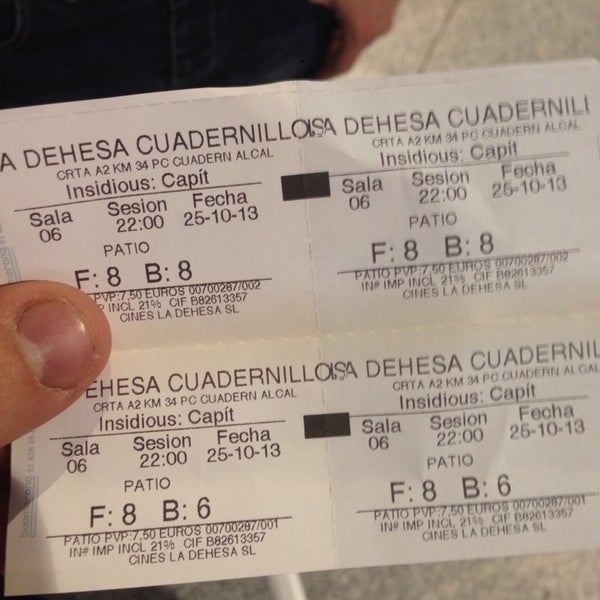 A DEHESA CUADERNILLOS
CRTA A2 KM 34 PC CUADERN ALCAL
Insidious: Capít
Sala Sesion Fecha
06 22:00 25-10-13
PATIO
F: 8 B: 8
PVP:7,50 EUROS 00700287/002
MP INCL 21% CIF B82613357
CINES LA DEHESA SL
A DEHESA CUADERNILL
CRTA A2 KM 34 PC CUADERN ALCAL
Insidious: Capít
Sala Sesion Fecha
06 22:00 25-10-13
PATIO
F: 8 B: 8
PATIO PVP:7,50 EUROS 00700287/002
IN# IMP INCL 21% CIF B82613357
CINES LA DEHESA SL
EHESA CUADERNILLOS
CRTA A2 KM 34 PC CUADERN ALCAL
Insidious: Capít
Sala Sesion Fecha
06 22:00 25-10-13
PATIO
F: 8 B: 6
PATIO PVP:7,50 EUROS 00700287/001
IN# IMP INCL 21% CIF B82613357
CINES LA DEHESA SL
A DEHESA CUADERNIL
CRTA A2 KM 34 PC CUADERN ALCAL
Insidious: Capít
Sala Sesion Fecha
06 22:00 25-10-13
PATIO
F: 8 B: 6
PATIO PVP:7,50 EUROS 00700287/001
IN# IMP INCL 21% CIF B82613357
CINES LA DEHESA SL